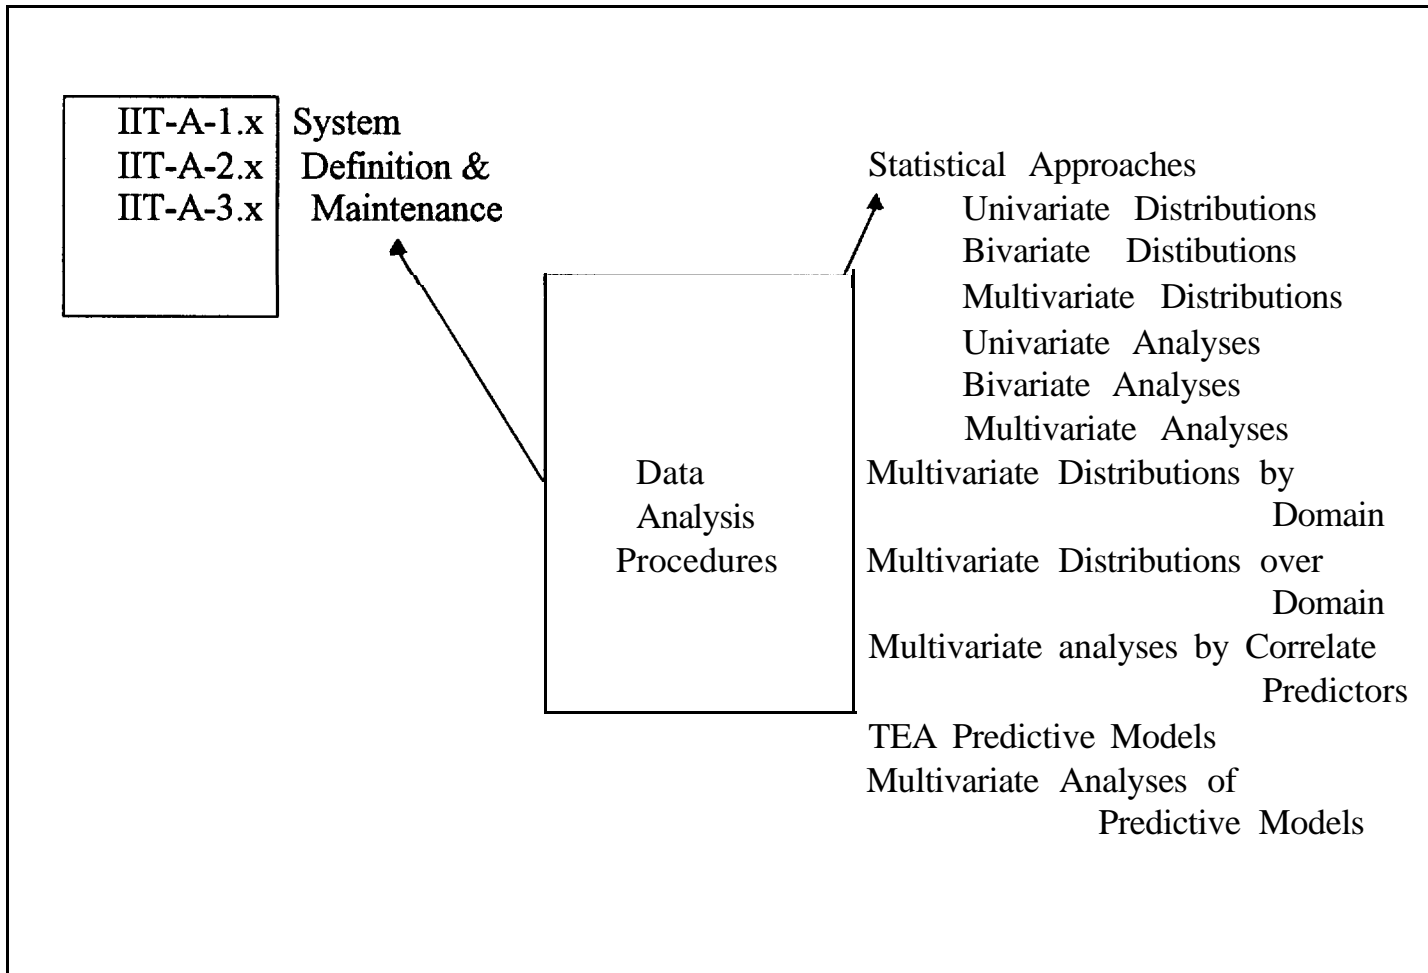 IIT-A-1.x System
IIT-A-2.x Definition &
IIT-A-3.x Maintenance
Statistical Approaches
Univariate Distributions
Bivariate Distibutions
Multivariate Distributions
Univariate Analyses
Bivariate Analyses
Multivariate Analyses
Data
Analysis
Procedures
Multivariate Distributions by
Domain
Multivariate Distributions over
Domain
Multivariate analyses by Correlate
Predictors
TEA Predictive Models
Multivariate Analyses of
Predictive Models